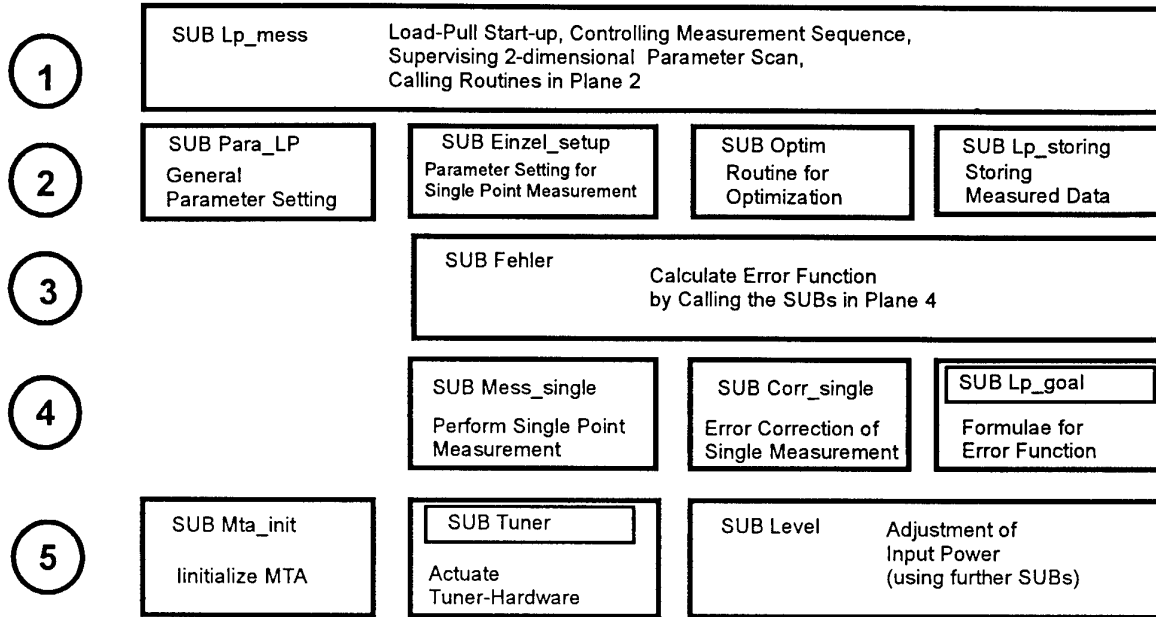 1
SUB Lp_mess
Load-Pull Start-up, Controlling Measurement Sequence,
Supervising 2-dimensional Parameter Scan,
Calling Routines in Plane 2
2
SUB Para_LP
General
Parameter Setting
SUB Einzel_setup
Parameter Setting for
Single Point Measurement
SUB Optim
Routine for
Optimization
SUB Lp_storing
Storing
Measured Data
3
SUB Fehler
Calculate Error Function
by Calling the SUBs in Plane 4
4
SUB Mess_single
Perform Single Point
Measurement
SUB Corr_single
Error Correction of
Single Measurement
SUB Lp_goal
Formulae for
Error Function
5
SUB Mta_init
Iinitialize MTA
SUB Tuner
Actuate
Tuner-Hardware
SUB Level
Adjustment of
Input Power
(using further SUBs)